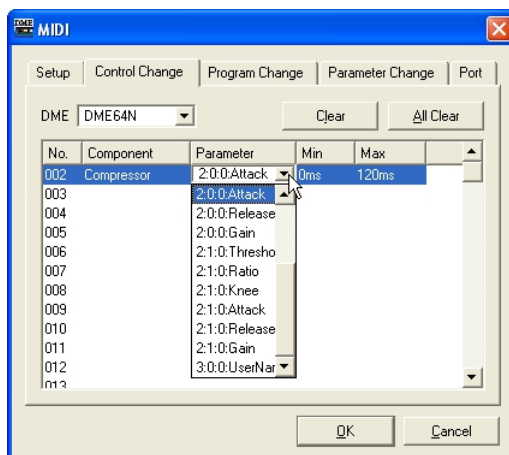 DME MIDI
Setup Control Change Program Change Parameter Change Port
DME DME64N Clear All Clear
No. Component Parameter Min Max
002 Compressor 2:0:0:Attack 0ms 120ms
003 2:0:0:Attack
004 2:0:0:Release
005 2:0:0:Gain
006 2:1:0:Thresho
007 2:1:0:Ratio
008 2:1:0:Knee
009 2:1:0:Attack
010 2:1:0:Release
011 2:1:0:Gain
012 3:0:0:UserNar
013
OK Cancel